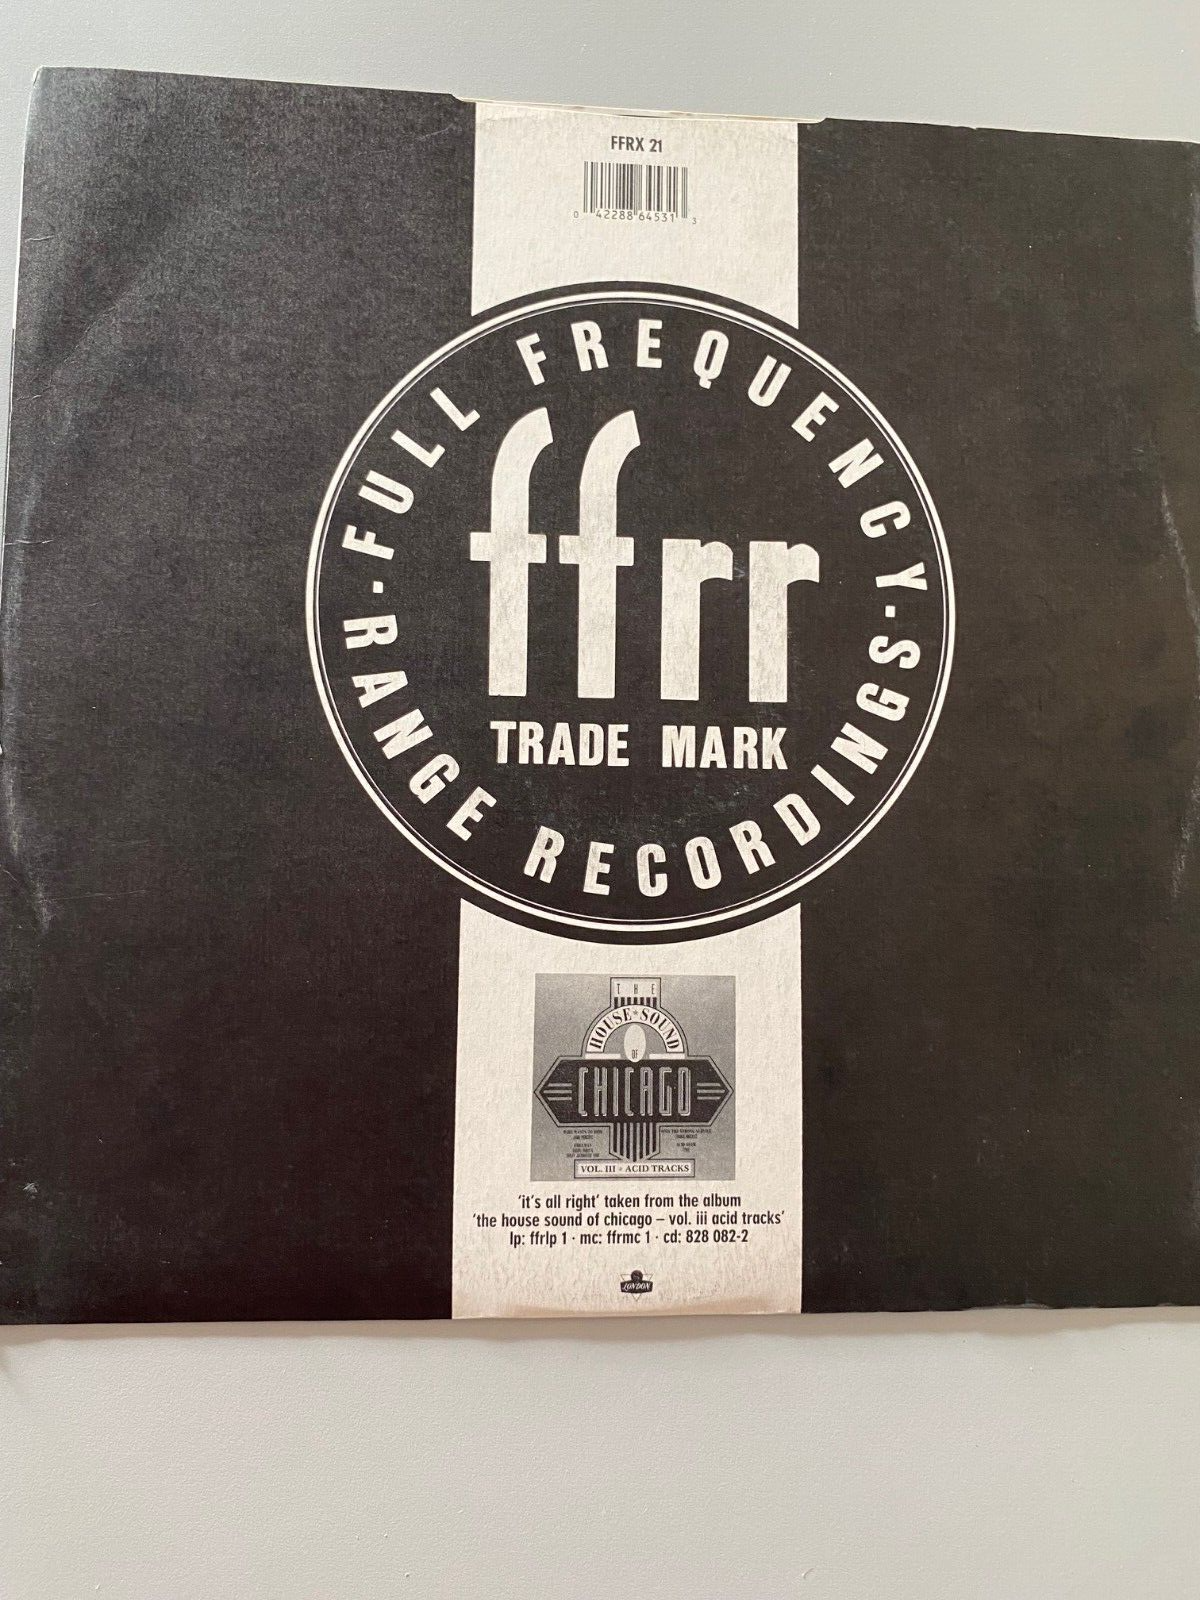 FFRX 21
0 42288 64531 3
FULL FREQUENCY
ffrr
TRADE MARK
RANGE RECORDINGS
THE
HOUSE SOUND
OF
CHICAGO
VOL. III ACID TRACKS
'it's all right' taken from the album
'the house sound of chicago – vol. iii acid tracks'
lp: ffrlp 1 · mc: ffrmc 1 · cd: 828 082-2
LONDON